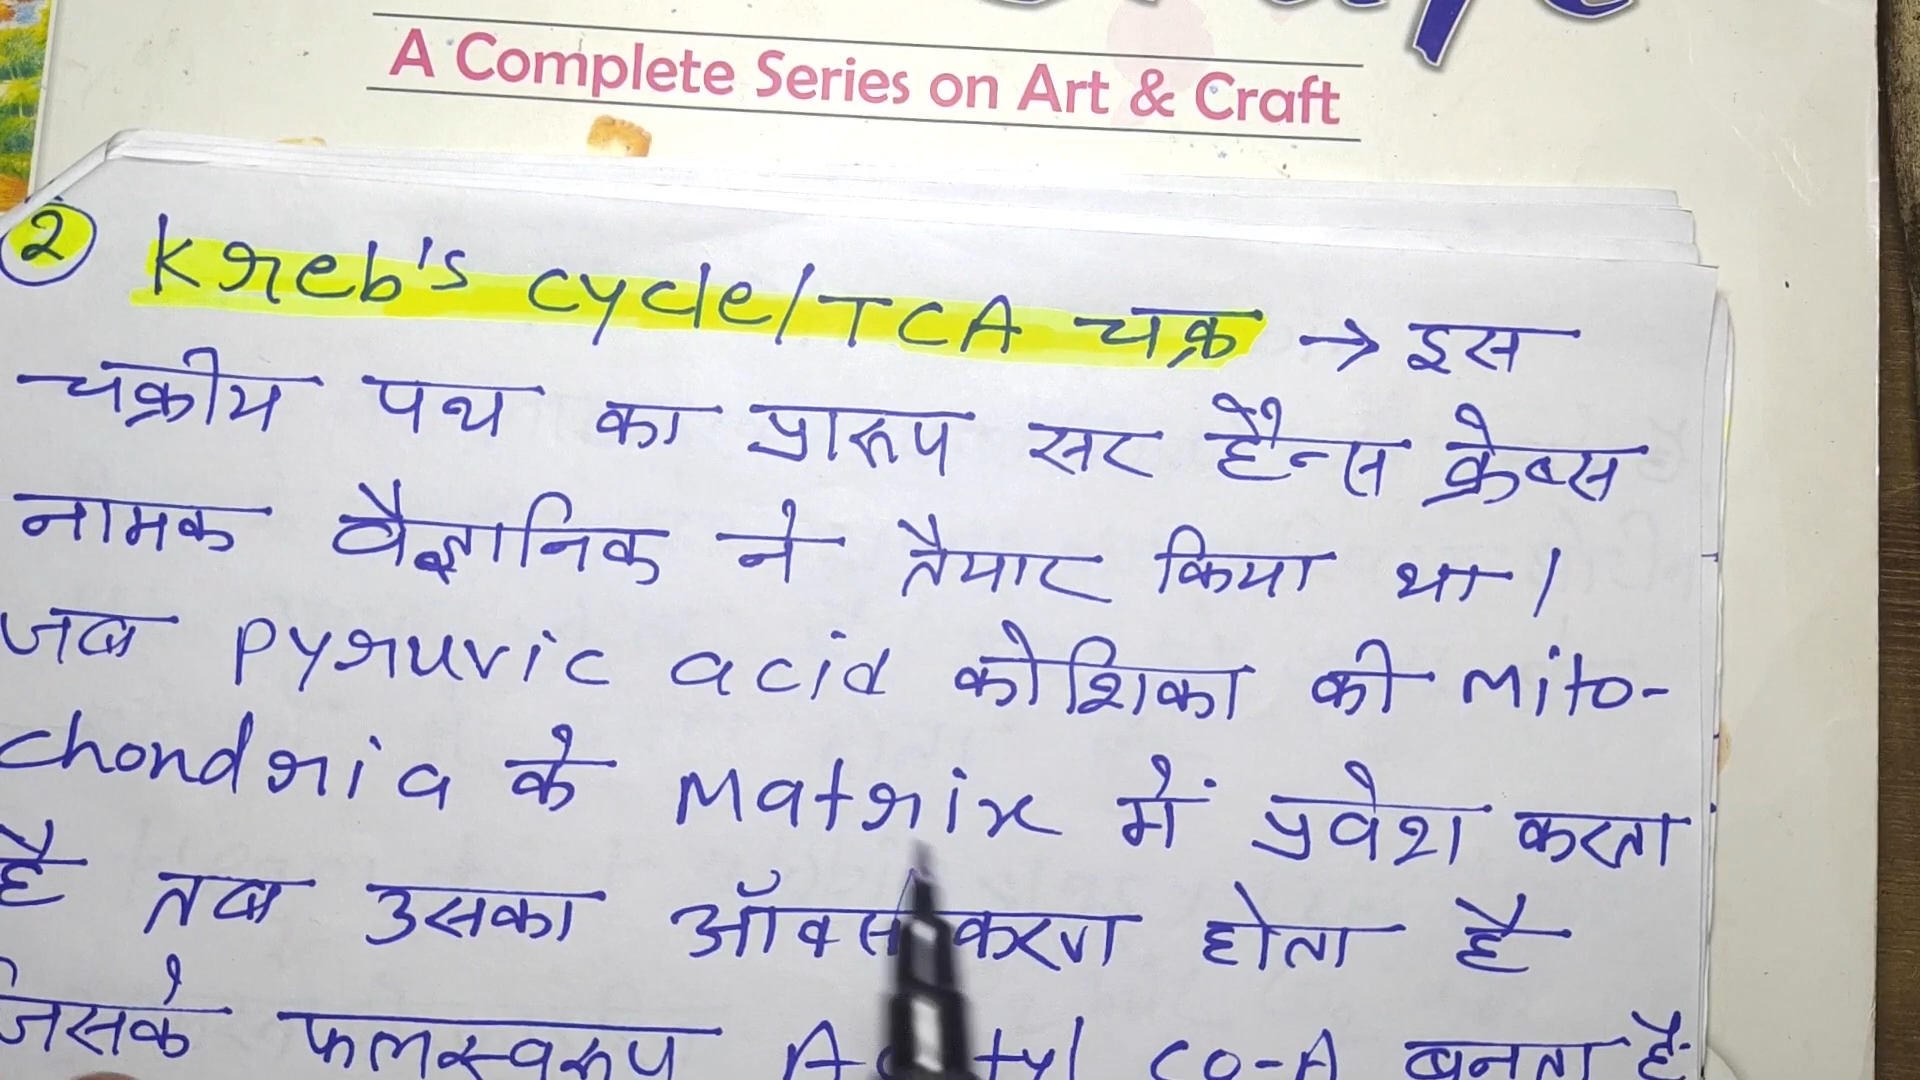 A Complete Series on Art & Craft
2 Kreb's cycle/TCA चक्र → इस
चक्रीय पथ का प्रारूप सर हैन्स क्रेब्स
नामक वैज्ञानिक ने तैयार किया था।
जब Pyruvic acid कोशिका की Mito-
chondria के Matrix में प्रवेश करता
है तब उसका होता है
जिसके फलस्वरूप Co-A बनता है-